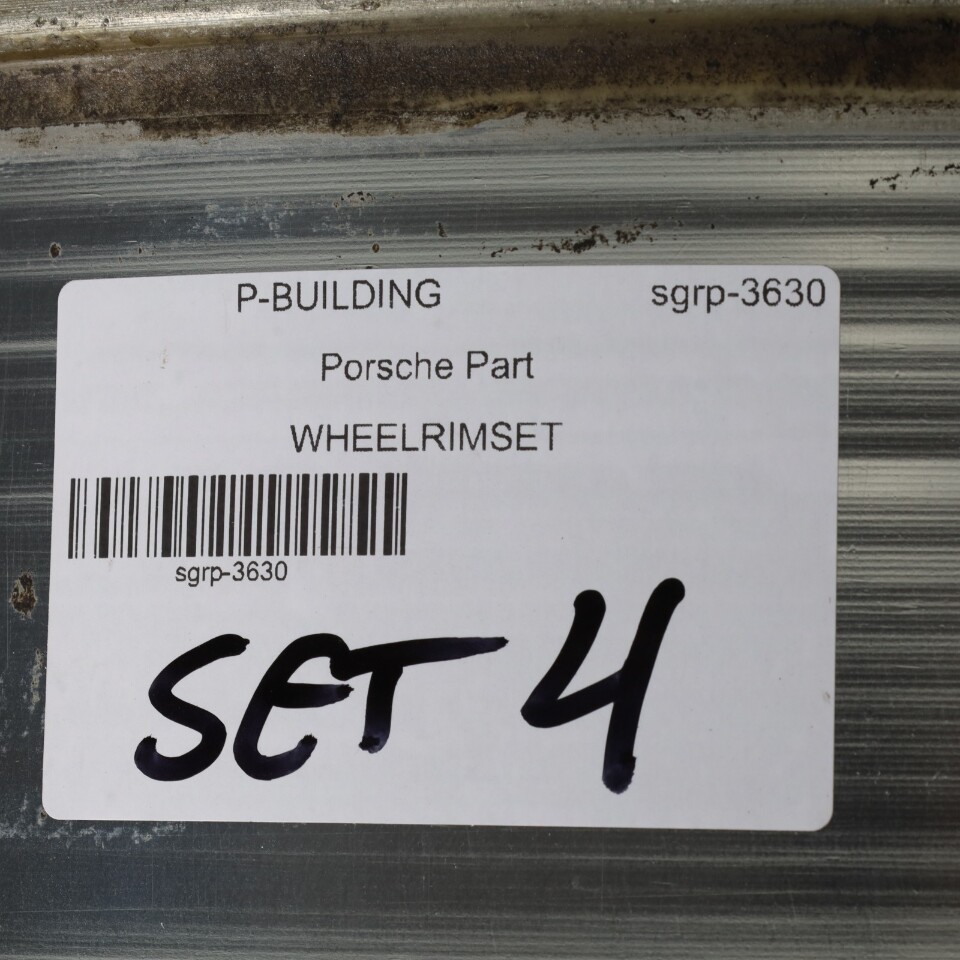 P-BUILDING sgrp-3630
Porsche Part
WHEELRIMSET
sgrp-3630
SET 4